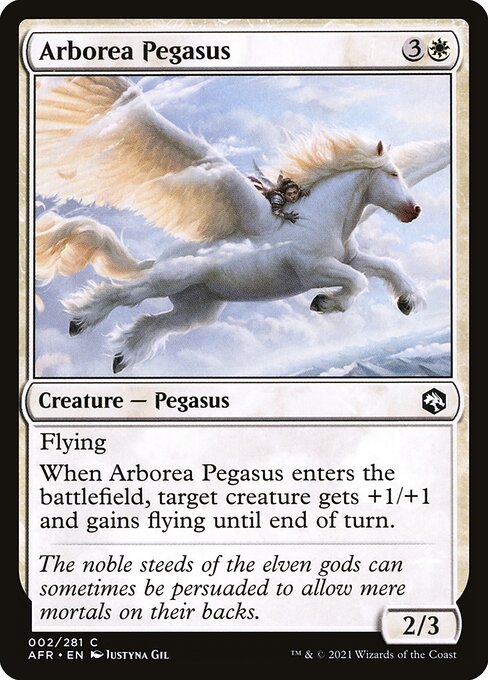 Arborea Pegasus 3
Creature — Pegasus
Flying
When Arborea Pegasus enters the
battlefield, target creature gets +1/+1
and gains flying until end of turn.
The noble steeds of the elven gods can
sometimes be persuaded to allow mere
mortals on their backs.
2/3
002/281 C
AFR • EN Justyna Gil
™ & © 2021 Wizards of the Coast